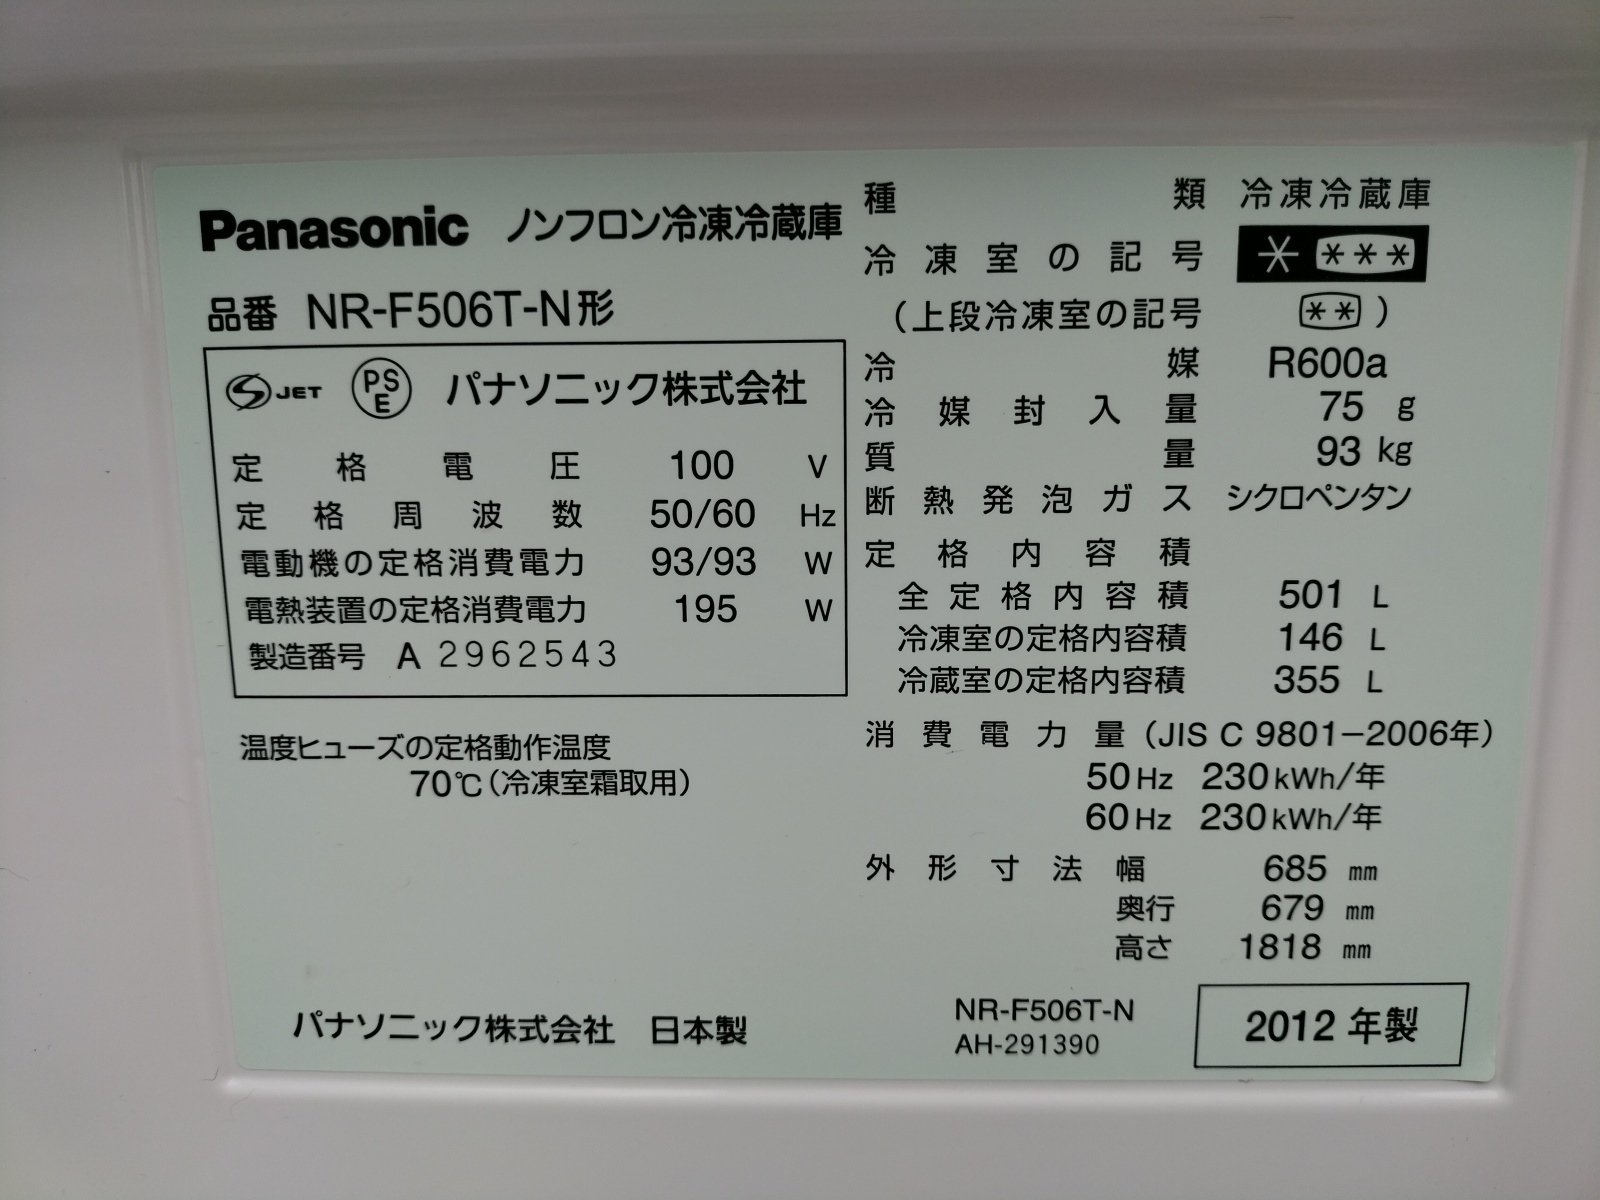 Panasonic ノンフロン冷凍冷蔵庫
品番 NR-F506T-N形
S JET PSE パナソニック株式会社
定格電圧 100 V
定格周波数 50/60 Hz
電動機の定格消費電力 93/93 W
電熱装置の定格消費電力 195 W
製造番号 A 2962543
温度ヒューズの定格動作温度
70℃(冷凍室霜取用)
パナソニック株式会社 日本製
種類 冷凍冷蔵庫
冷凍室の記号 * ***
(上段冷凍室の記号 ** )
冷媒 R600a
冷媒封入量 75 g
質量 93 kg
断熱発泡ガス シクロペンタン
定格内容積
全定格内容積 501 L
冷凍室の定格内容積 146 L
冷蔵室の定格内容積 355 L
消費電力量(JIS C 9801-2006年)
50Hz 230kWh/年
60Hz 230kWh/年
外形寸法幅 685 mm
奥行 679 mm
高さ 1818 mm
NR-F506T-N
AH-291390
2012年製